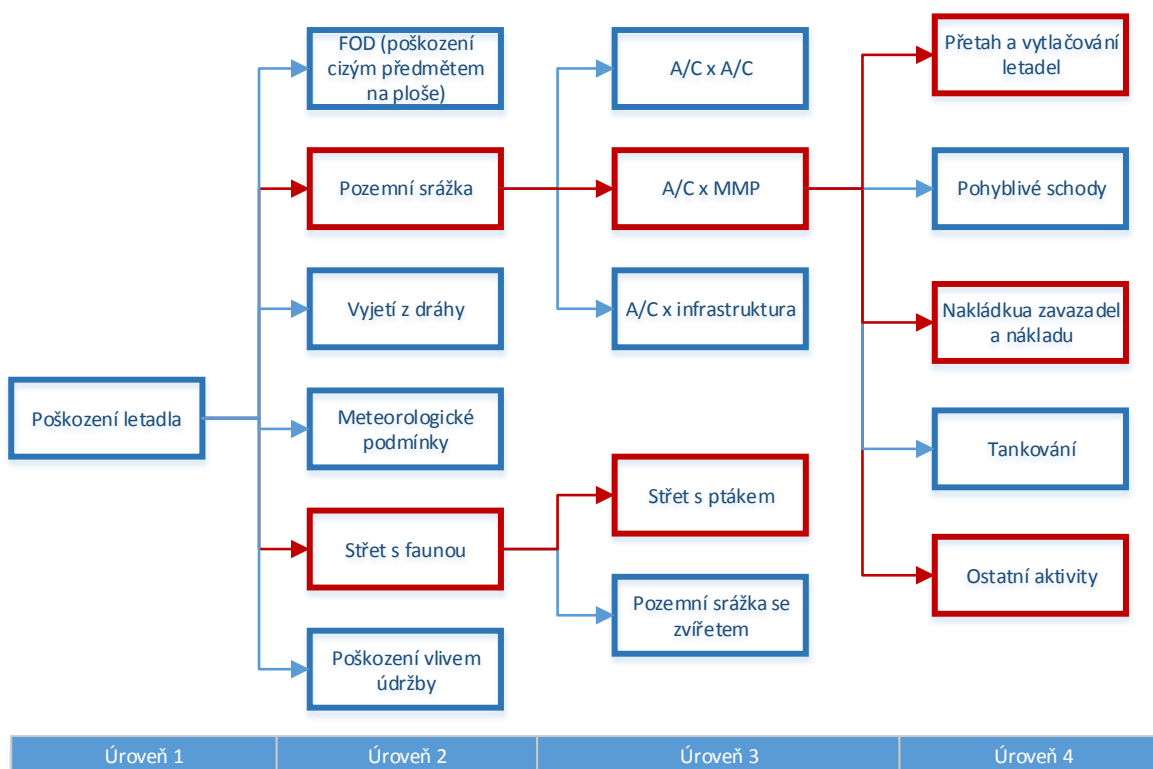 Poškození letadla
FOD (poškození
cizým předmětem
na ploše)
Pozemní srážka
Vyjetí z dráhy
Meteorologické
podmínky
Střet s faunou
Poškození vlivem
údržby
A/C x A/C
A/C x MMP
A/C x infrastruktura
Střet s ptákem
Pozemní srážka se
zvířetem
Přetah a vytlačování
letadel
Pohyblivé schody
Nakládkua zavazadel
a nákladu
Tankování
Ostatní aktivity
Úroveň 1
Úroveň 2
Úroveň 3
Úroveň 4